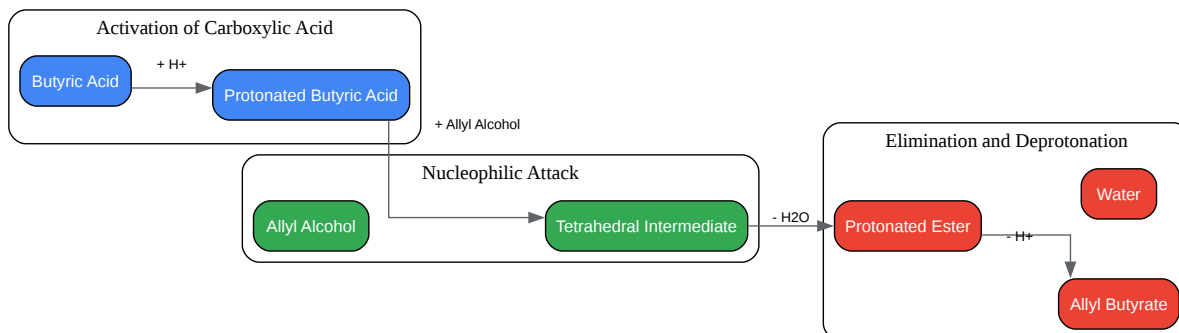 Activation of Carboxylic Acid
Butyric Acid
+ H+
Protonated Butyric Acid
+ Allyl Alcohol
Nucleophilic Attack
Allyl Alcohol
Tetrahedral Intermediate
- H2O
Elimination and Deprotonation
Water
Protonated Ester
- H+
Allyl Butyrate